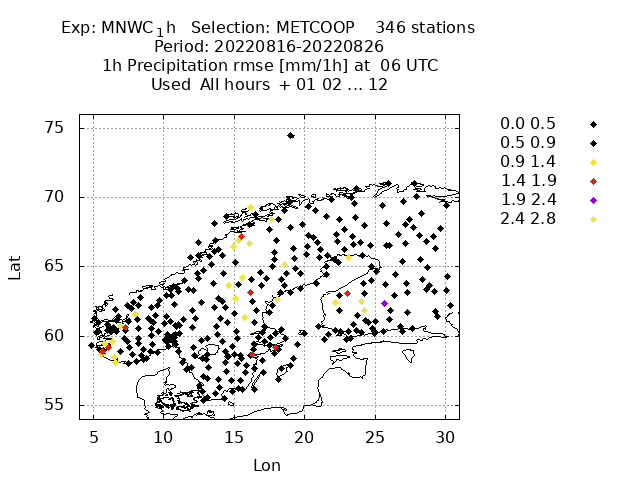 Exp: MNWC_1h Selection: METCOOP 346 stations
Period: 20220816-20220826
1h Precipitation rmse [mm/1h] at 06 UTC
Used All hours + 01 02 ... 12
0.0 0.5
0.5 0.9
0.9 1.4
1.4 1.9
1.9 2.4
2.4 2.8
75
70
65
60
55
Lat
5 10 15 20 25 30
Lon